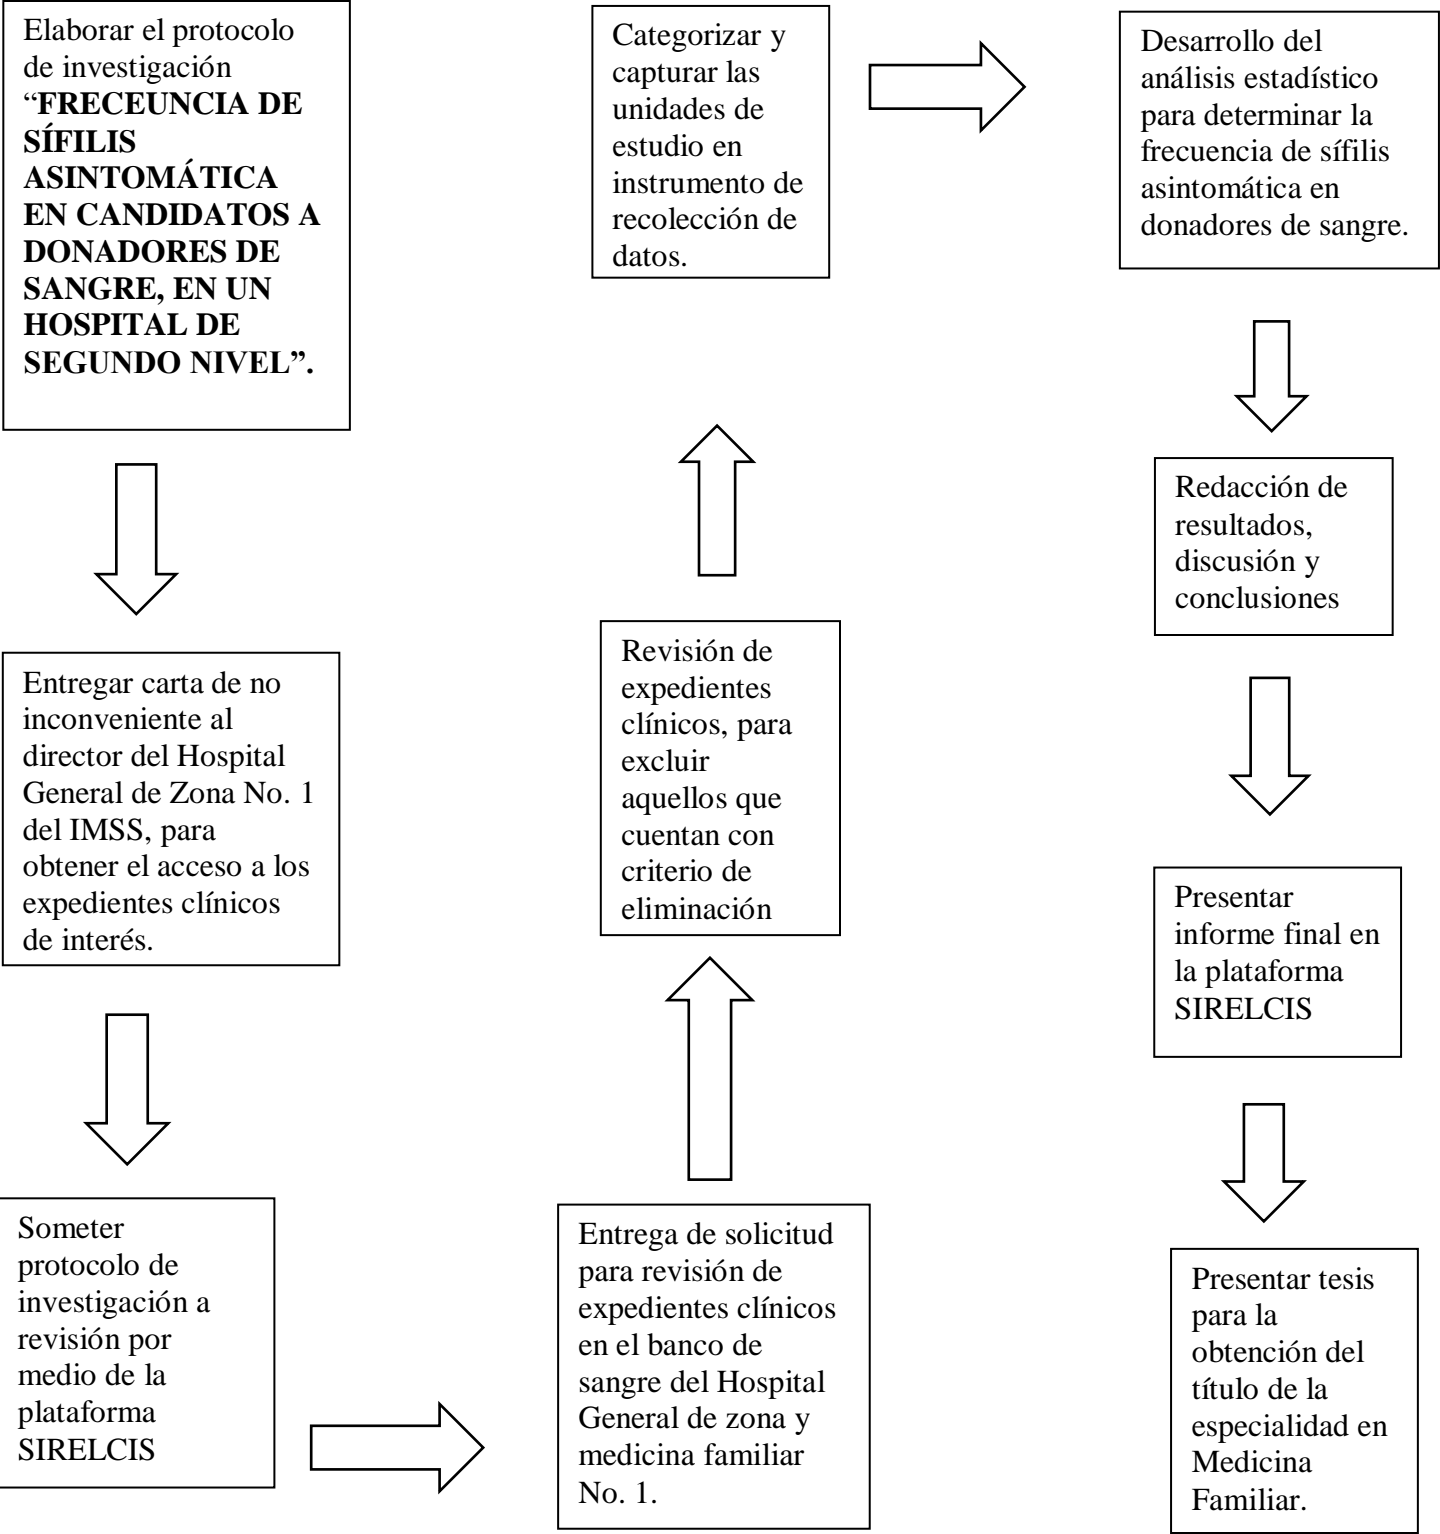 Elaborar el protocolo
de investigación
“FRECEUNCIA DE
SÍFILIS
ASINTOMÁTICA
EN CANDIDATOS A
DONADORES DE
SANGRE, EN UN
HOSPITAL DE
SEGUNDO NIVEL”.
Entregar carta de no
inconveniente al
director del Hospital
General de Zona No. 1
del IMSS, para
obtener el acceso a los
expedientes clínicos
de interés.
Someter
protocolo de
investigación a
revisión por
medio de la
plataforma
SIRELCIS
Entrega de solicitud
para revisión de
expedientes clínicos
en el banco de
sangre del Hospital
General de zona y
medicina familiar
No. 1.
Revisión de
expedientes
clínicos, para
excluir
aquellos que
cuentan con
criterio de
eliminación
Categorizar y
capturar las
unidades de
estudio en
instrumento de
recolección de
datos.
Desarrollo del
análisis estadístico
para determinar la
frecuencia de sífilis
asintomática en
donadores de sangre.
Redacción de
resultados,
discusión y
conclusiones
Presentar
informe final en
la plataforma
SIRELCIS
Presentar tesis
para la
obtención del
título de la
especialidad en
Medicina
Familiar.